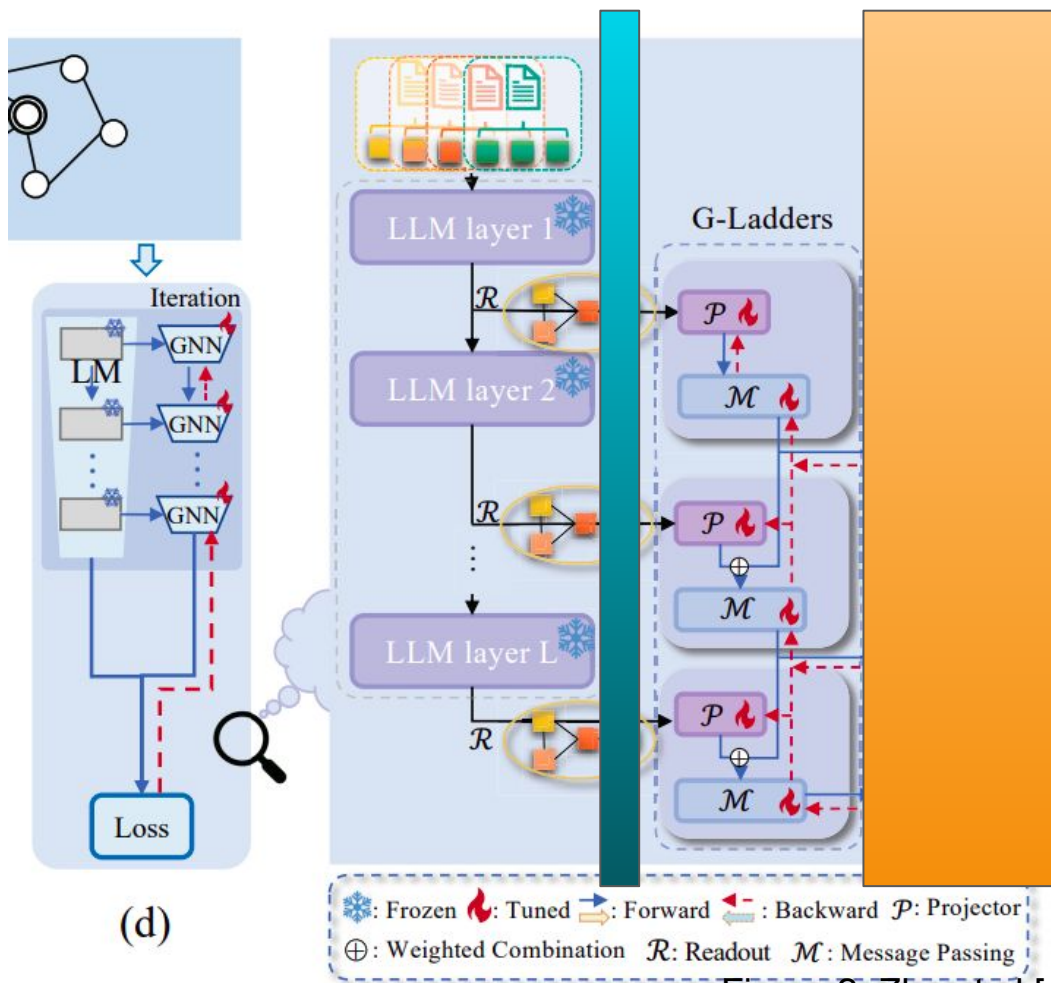 Iteration
LM
GNN
GNN
GNN
Loss
(d)
LLM layer 1
ℛ
LLM layer 2
ℛ
LLM layer L
ℛ
G-Ladders
𝒫
ℳ
𝒫
⊕
ℳ
𝒫
⊕
ℳ
: Frozen : Tuned : Forward : Backward 𝒫: Projector
⊕: Weighted Combination ℛ: Readout ℳ: Message Passing